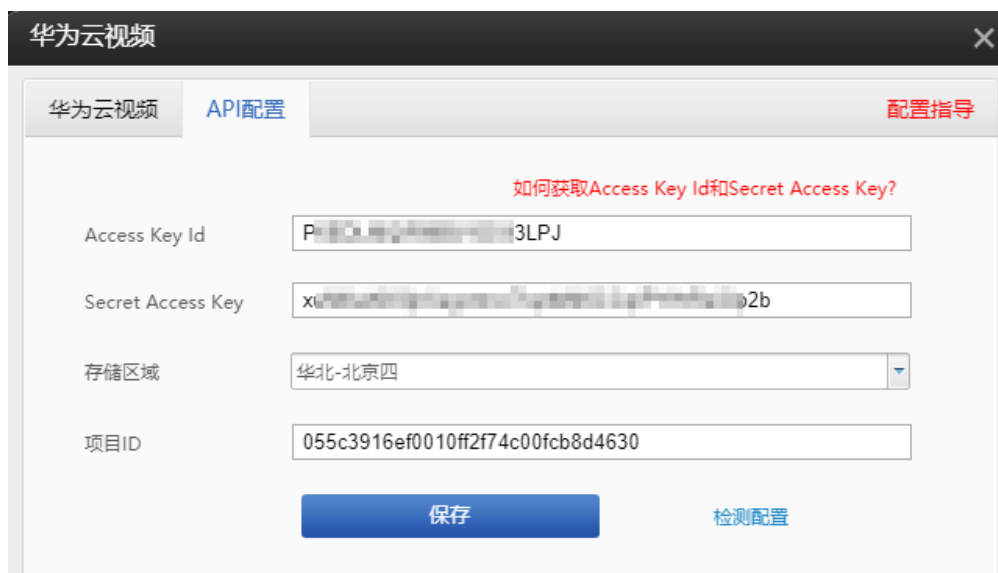 华为云视频
华为云视频 API配置 配置指导
如何获取Access Key Id和Secret Access Key?
Access Key Id P 3LPJ
Secret Access Key xu p2b
存储区域 华北-北京四
项目ID 055c3916ef0010ff2f74c00fcb8d4630
保存 检测配置